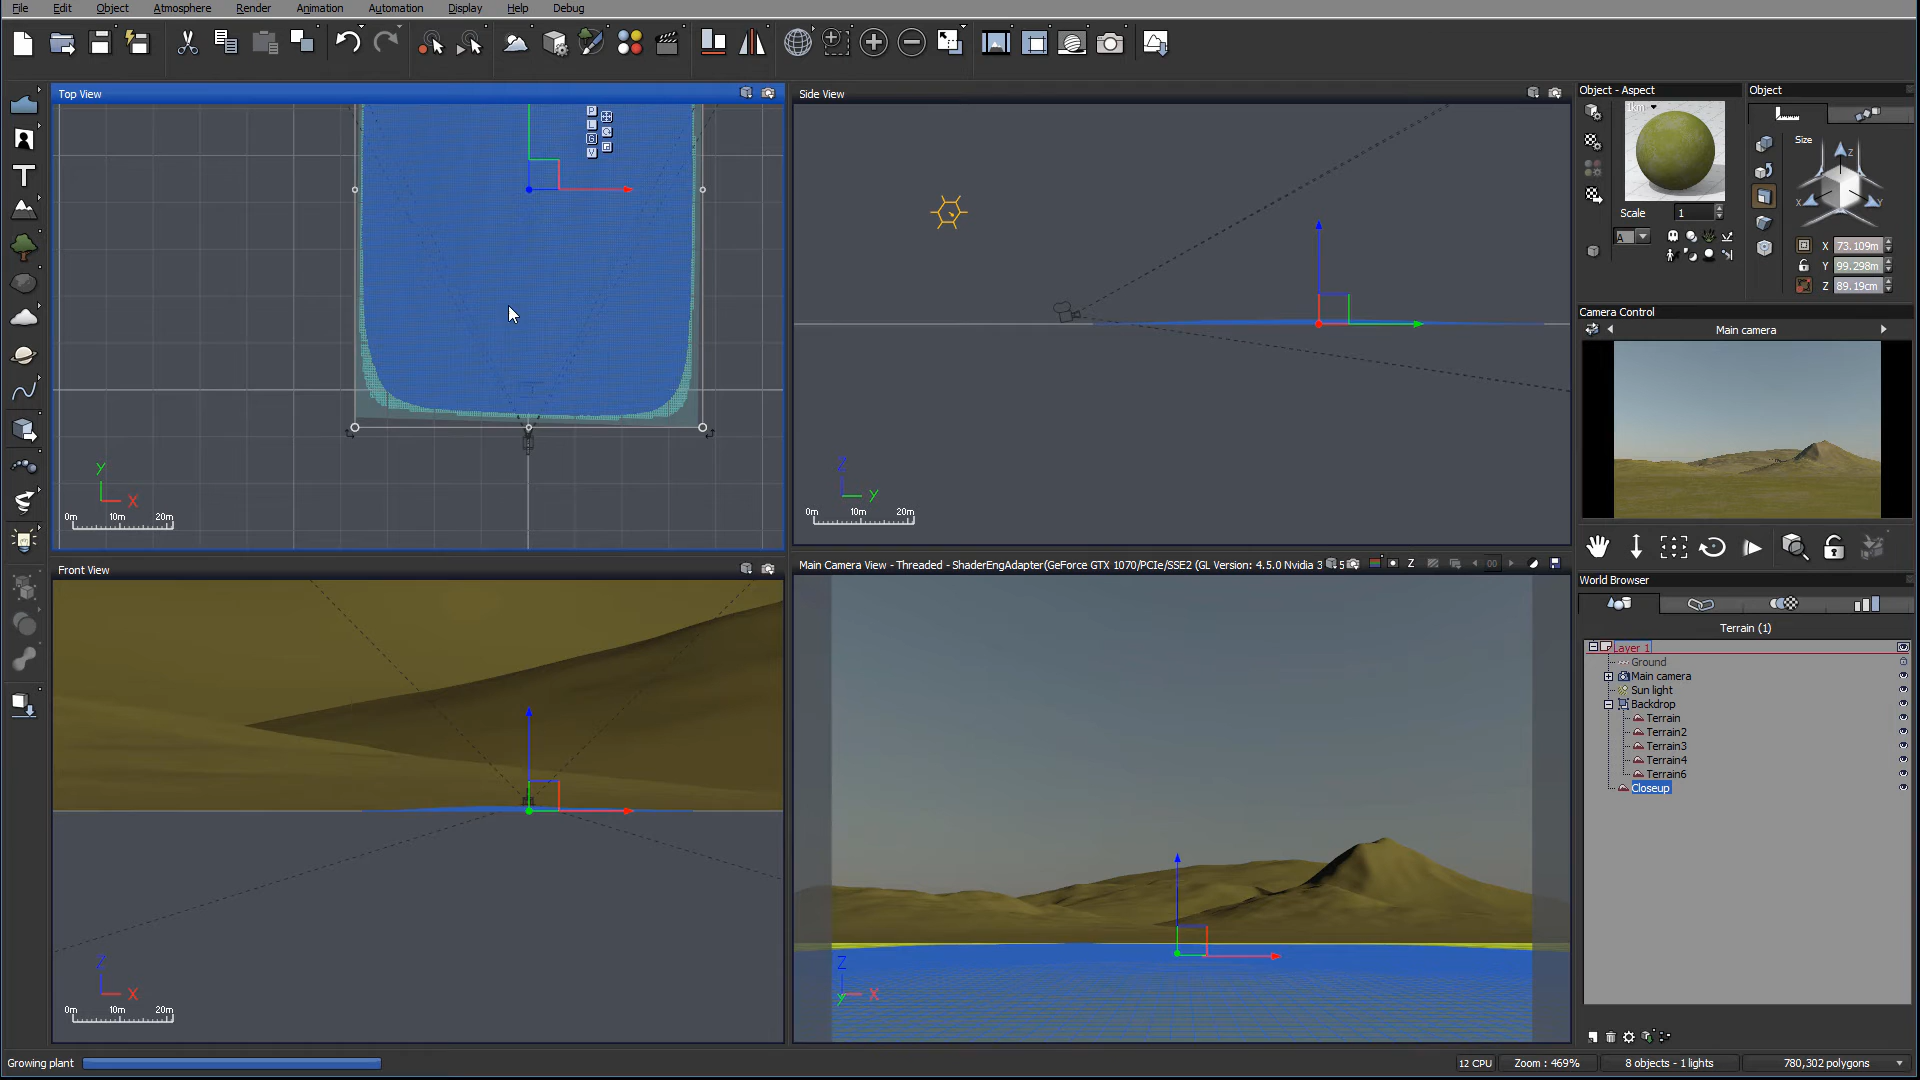 File Edit Object Atmosphere Render Animation Automation Display Help Debug
Top View
Side View
Object - Aspect
Object
1km
Size
Scale 1
A
Z
X Y
X 73.109m
Y 99.298m
Z 89.19cm
P
L
G
V
Y
X
0m 10m 20m
Z
Y
0m 10m 20m
Camera Control
Main camera
Front View
Main Camera View - Threaded - ShaderEngAdapter(GeForce GTX 1070/PCIe/SSE2 (GL Version: 4.5.0 Nvidia 3
Z
00
World Browser
Terrain (1)
Layer 1
Ground
Main camera
Sun light
Backdrop
Terrain
Terrain2
Terrain3
Terrain4
Terrain6
Closeup
Z
X
0m 10m 20m
Z
Y X
Growing plant
12 CPU
Zoom : 469%
8 objects - 1 lights
780,302 polygons